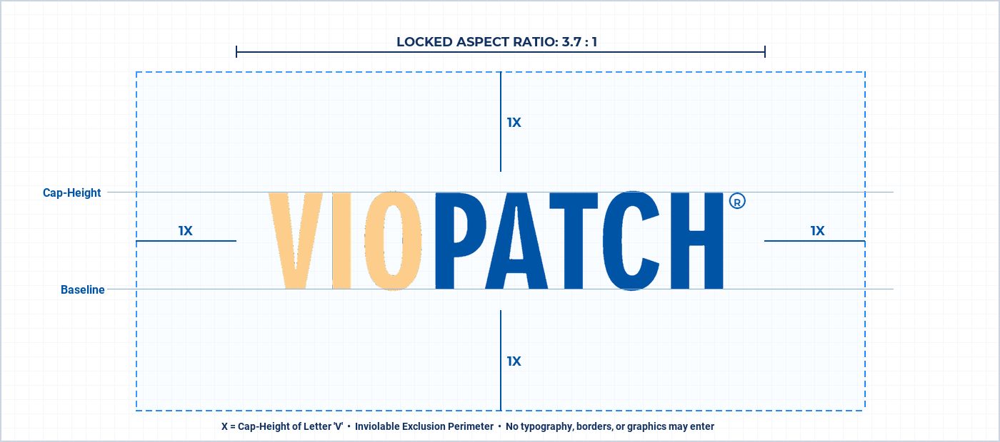 LOCKED ASPECT RATIO: 3.7 : 1
1X
Cap-Height
VIOPATCH®
1X
1X
Baseline
1X
X = Cap-Height of Letter 'V' • Inviolable Exclusion Perimeter • No typography, borders, or graphics may enter